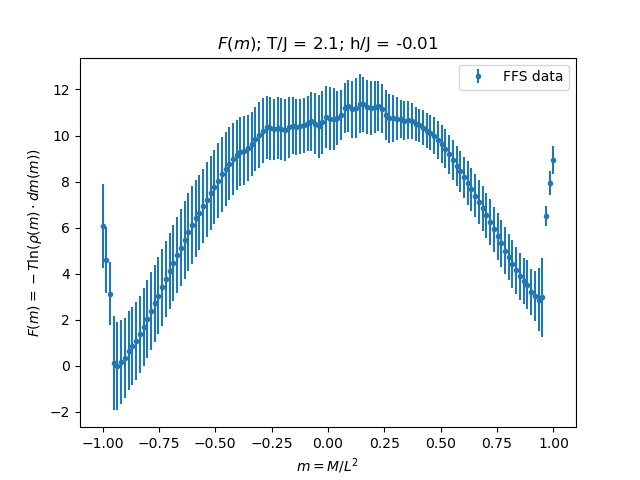 F(m); T/J = 2.1; h/J = -0.01
FFS data
F(m) = −T ln(ρ(m) · dm(m))
12
10
8
6
4
2
0
−2
−1.00 −0.75 −0.50 −0.25 0.00 0.25 0.50 0.75 1.00
m = M/L²